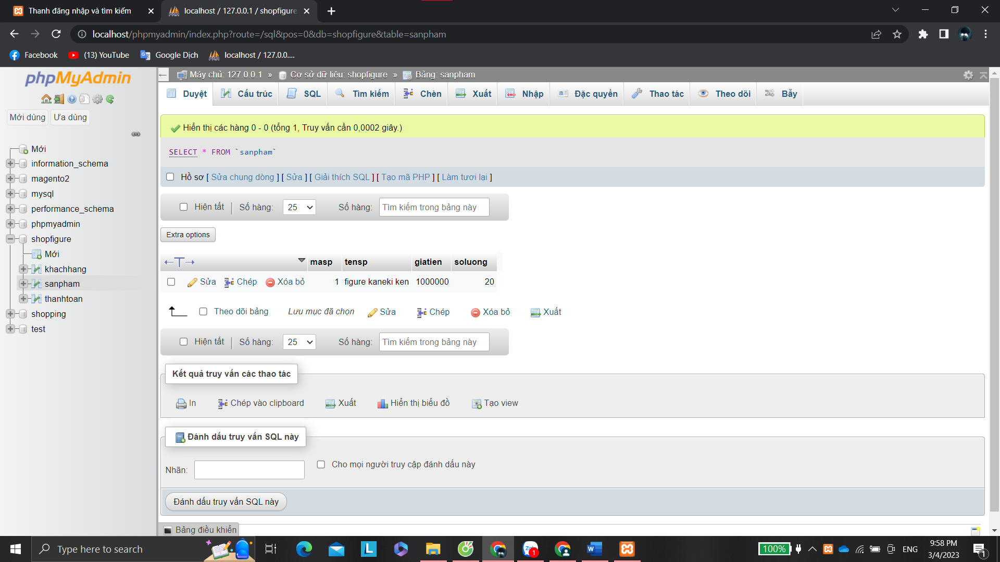 Thanh đăng nhập và tìm kiếm
localhost / 127.0.0.1 / shopfigure
localhost/phpmyadmin/index.php?route=/sql&pos=0&db=shopfigure&table=sanpham
Facebook (13) YouTube Google Dịch localhost / 127.0.0....
phpMyAdmin
Mới dùng Ưa dùng
Mới
information_schema
magento2
mysql
performance_schema
phpmyadmin
shopfigure
Mới
khachhang
sanpham
thanhtoan
shopping
test
Máy chủ: 127.0.0.1 » Cơ sở dữ liệu: shopfigure » Bảng: sanpham
Duyệt Cấu trúc SQL Tìm kiếm Chèn Xuất Nhập Đặc quyền Thao tác Theo dõi Bẫy
Hiển thị các hàng 0 - 0 (tổng 1, Truy vấn cần 0,0002 giây.)
SELECT * FROM `sanpham`
Hồ sơ [ Sửa chung dòng ] [ Sửa ] [ Giải thích SQL ] [ Tạo mã PHP ] [ Làm tươi lại ]
Hiện tất Số hàng: 25 Số hàng: Tìm kiếm trong bảng này
Extra options
masp tensp giatien soluong
Sửa Chép Xóa bỏ 1 figure kaneki ken 1000000 20
Theo dõi bảng Lưu mục đã chọn Sửa Chép Xóa bỏ Xuất
Hiện tất Số hàng: 25 Số hàng: Tìm kiếm trong bảng này
Kết quả truy vấn các thao tác
In Chép vào clipboard Xuất Hiển thị biểu đồ Tạo view
Đánh dấu truy vấn SQL này
Nhãn: Cho mọi người truy cập đánh dấu này
Đánh dấu truy vấn SQL này
Bảng điều khiển
Type here to search
L
Zalo 1
W
100% ENG
9:58 PM
3/4/2023
1